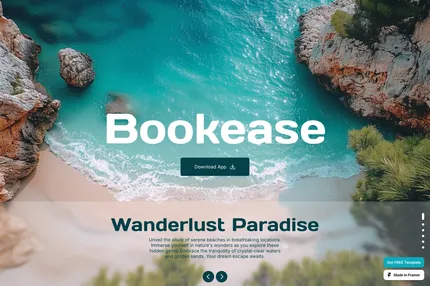 Bookease
Download App
Wanderlust Paradise
Unveil the allure of serene beaches in breathtaking locations.
Immerse yourself in nature's wonders as you explore these
hidden gems. Embrace the tranquility of crystal-clear waters
and golden sands. Your dream escape awaits.
Get FREE Template
Made in Framer